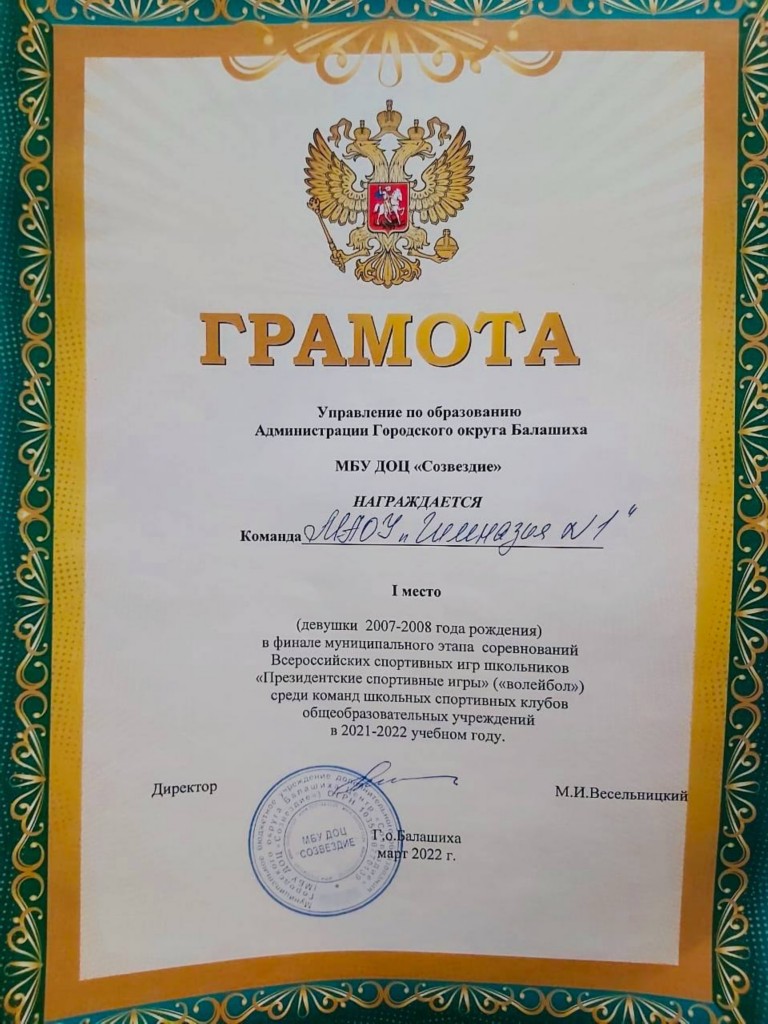 ГРАМОТА
Управление по образованию
Администрации Городского округа Балашиха
МБУ ДОЦ «Созвездие»
НАГРАЖДАЕТСЯ
Команда МАОУ "Гимназия №1"
I место
(девушки 2007-2008 года рождения)
в финале муниципального этапа соревнований
Всероссийских спортивных игр школьников
«Президентские спортивные игры» («волейбол»)
среди команд школьных спортивных клубов
общеобразовательных учреждений
в 2021-2022 учебном году.
Директор
М.И.Весельницкий
МБУ ДОЦ
СОЗВЕЗДИЕ
Г.о.Балашиха
март 2022 г.